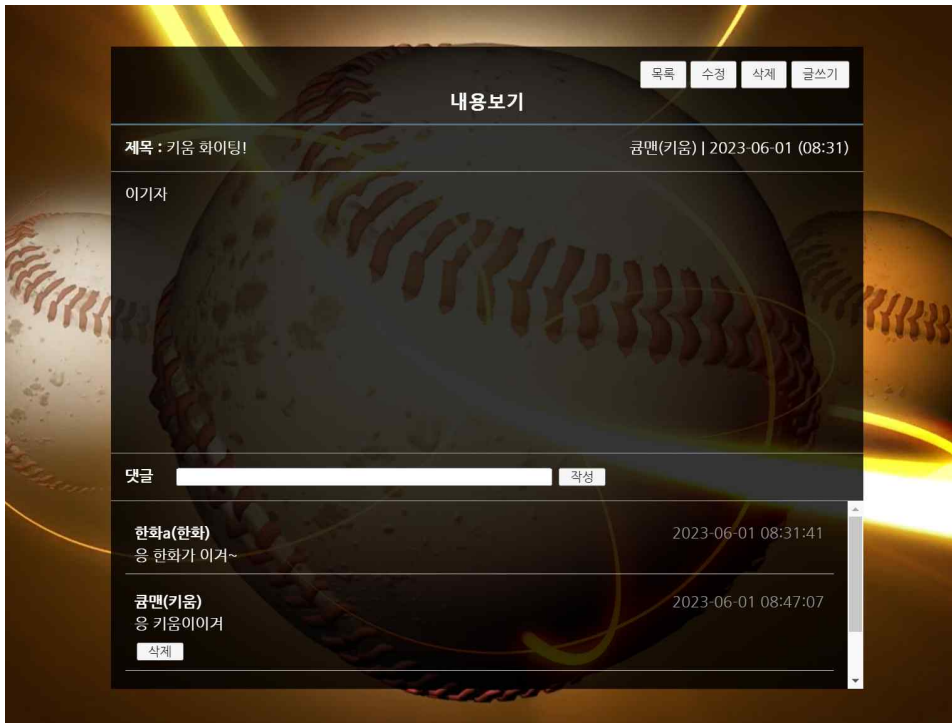 목록 수정 삭제 글쓰기
내용보기
제목 : 키움 화이팅!
큠맨(키움) | 2023-06-01 (08:31)
이기자
댓글 작성
한화a(한화) 2023-06-01 08:31:41
응 한화가 이겨~
큠맨(키움) 2023-06-01 08:47:07
응 키움이이겨
삭제